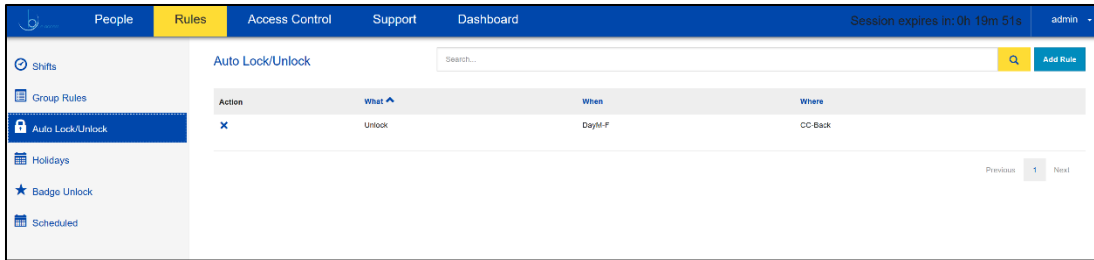 People Rules Access Control Support Dashboard Session expires in: 0h 19m 51s admin
Shifts
Group Rules
Auto Lock/Unlock
Holidays
Badge Unlock
Scheduled
Auto Lock/Unlock Search... Add Rule
Action What When Where
Unlock DayM-F CC-Back
Previous 1 Next